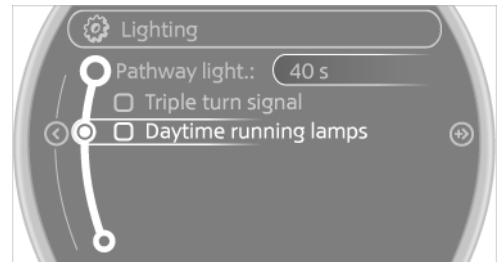 Lighting
Pathway light.: 40 s
Triple turn signal
Daytime running lamps